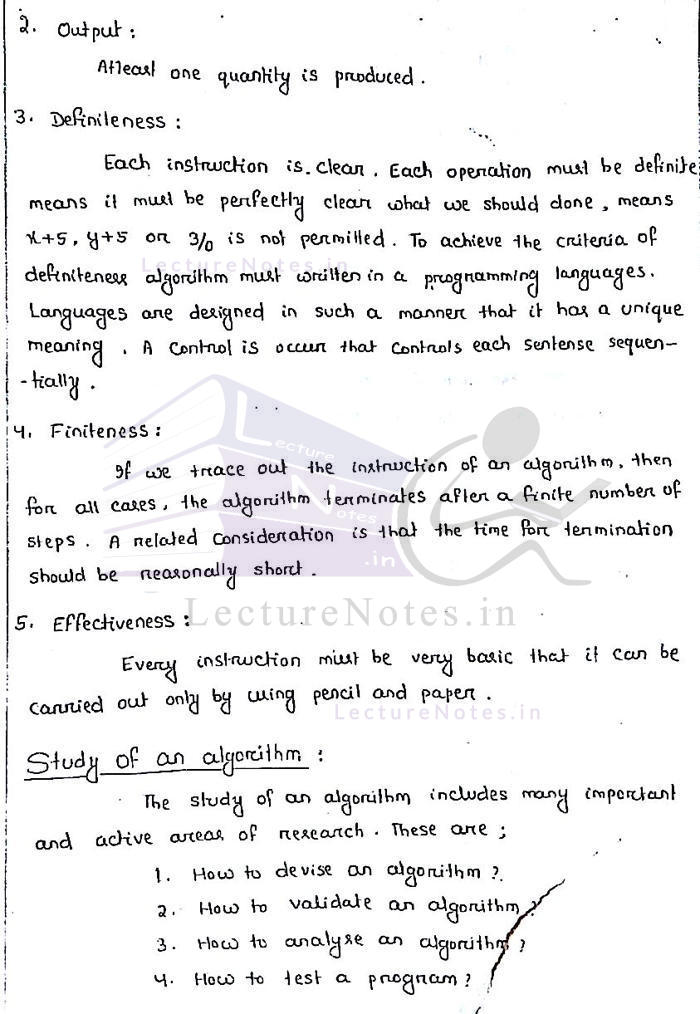 2. Output :
Atleast one quantity is produced .
3. Definiteness :
Each instruction is clear . Each operation must be definite
means it must be perfectly clear what we should done , means
x+5 , y+5 or 3/0 is not permitted . To achieve the criteria of
LectureNotes.in
definiteness algorithm must written in a programming languages .
Languages are designed in such a manner that it has a unique
meaning . A Control is occur that controls each sentence sequen-
-tially .
4. Finiteness :
If we trace out the instruction of an algorithm , then
for all cases , the algorithm terminates after a finite number of
steps . A related Consideration is that the time for termination
should be reasonally short .
Lecture
Notes
.in
LectureNotes.in
5. Effectiveness :
Every instruction must be very basic that it can be
carried out only by using pencil and paper .
LectureNotes.in
Study of an algorithm :
The study of an algorithm includes many important
and active areas of research . These are ;
1. How to devise an algorithm ?
2. How to validate an algorithm ?
3. How to analyse an algorithm ?
4. How to test a program ?